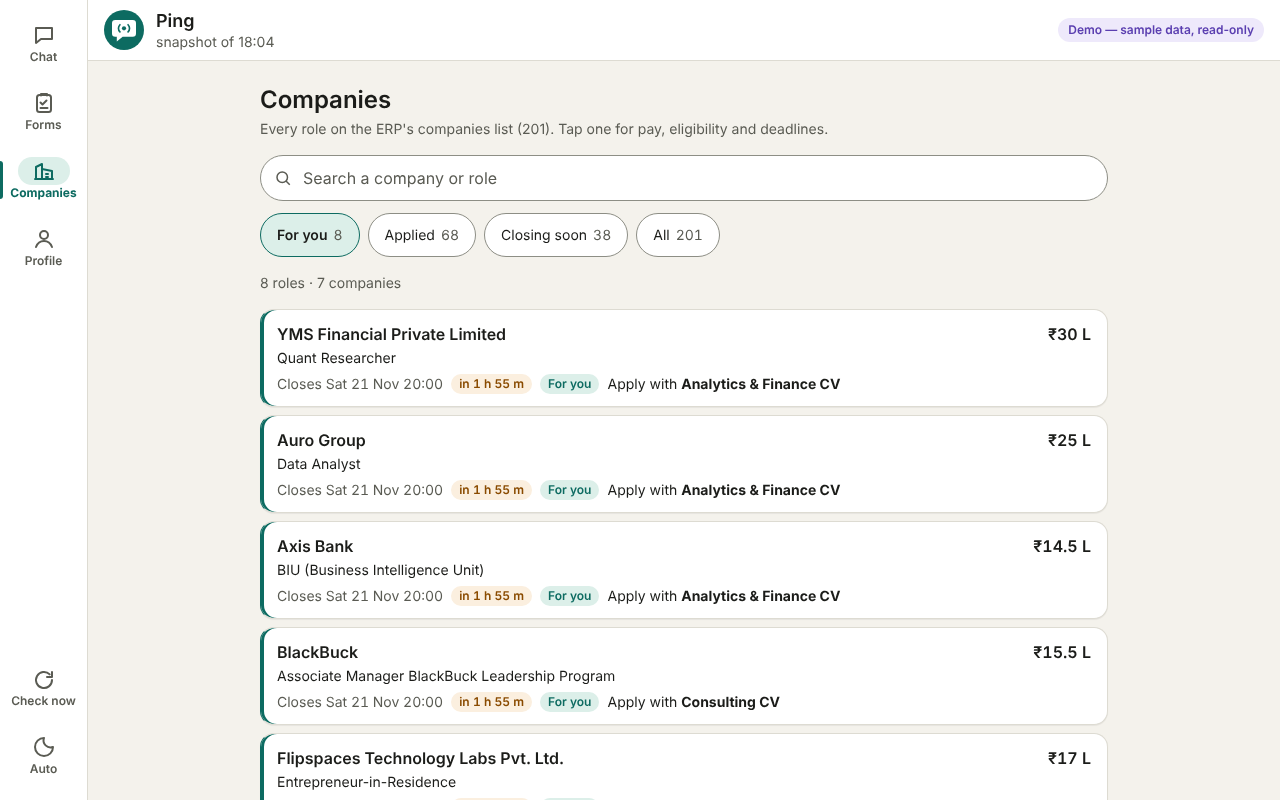 Chat
Forms
Companies
Profile
Check now
Auto
Ping
snapshot of 18:04
Demo — sample data, read-only
Companies
Every role on the ERP's companies list (201). Tap one for pay, eligibility and deadlines.
Search a company or role
For you 8
Applied 68
Closing soon 38
All 201
8 roles · 7 companies
YMS Financial Private Limited ₹30 L
Quant Researcher
Closes Sat 21 Nov 20:00 in 1 h 55 m For you Apply with Analytics & Finance CV
Auro Group ₹25 L
Data Analyst
Closes Sat 21 Nov 20:00 in 1 h 55 m For you Apply with Analytics & Finance CV
Axis Bank ₹14.5 L
BIU (Business Intelligence Unit)
Closes Sat 21 Nov 20:00 in 1 h 55 m For you Apply with Analytics & Finance CV
BlackBuck ₹15.5 L
Associate Manager BlackBuck Leadership Program
Closes Sat 21 Nov 20:00 in 1 h 55 m For you Apply with Consulting CV
Flipspaces Technology Labs Pvt. Ltd. ₹17 L
Entrepreneur-in-Residence